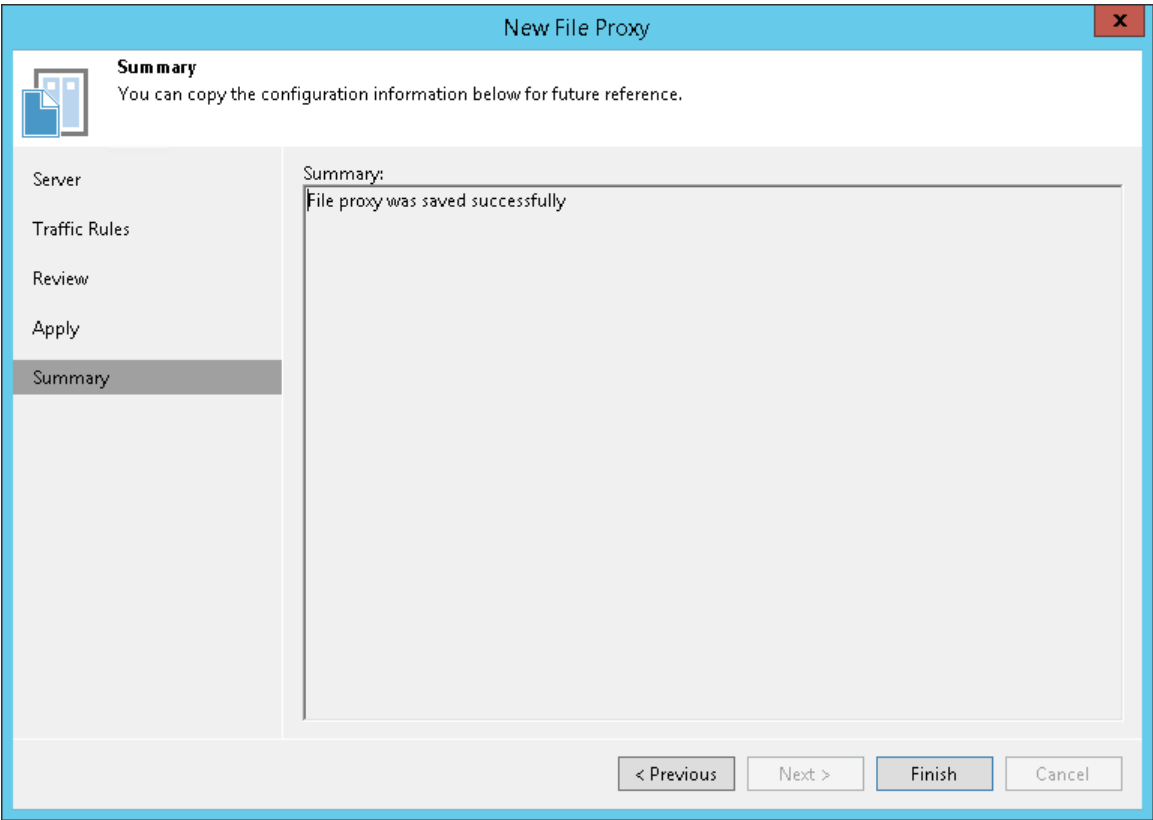 New File Proxy
x
Summary
You can copy the configuration information below for future reference.
Server
Traffic Rules
Review
Apply
Summary
Summary:
File proxy was saved successfully
< Previous
Next >
Finish
Cancel